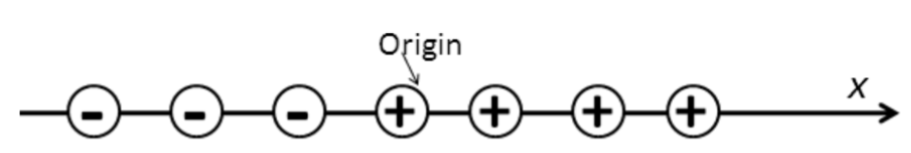 Origin
x
- - - + + + +